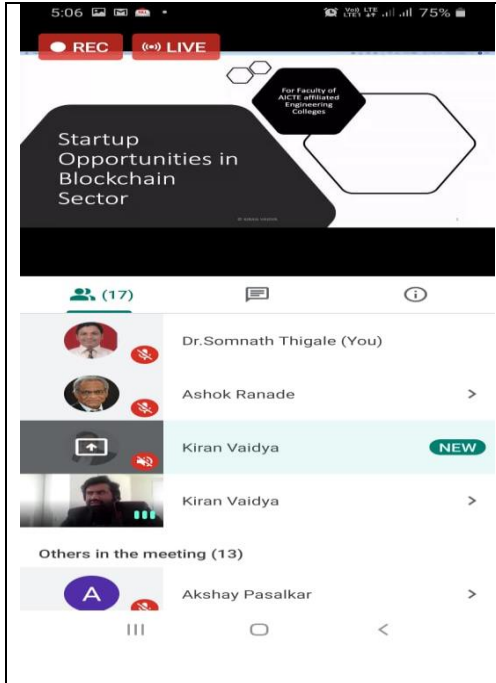 5:06
75%
REC
LIVE
For Faculty of
AICTE affiliated
Engineering
Colleges
Startup
Opportunities in
Blockchain
Sector
(17)
Dr.Somnath Thigale (You)
Ashok Ranade
Kiran Vaidya
NEW
Kiran Vaidya
Others in the meeting (13)
A
Akshay Pasalkar